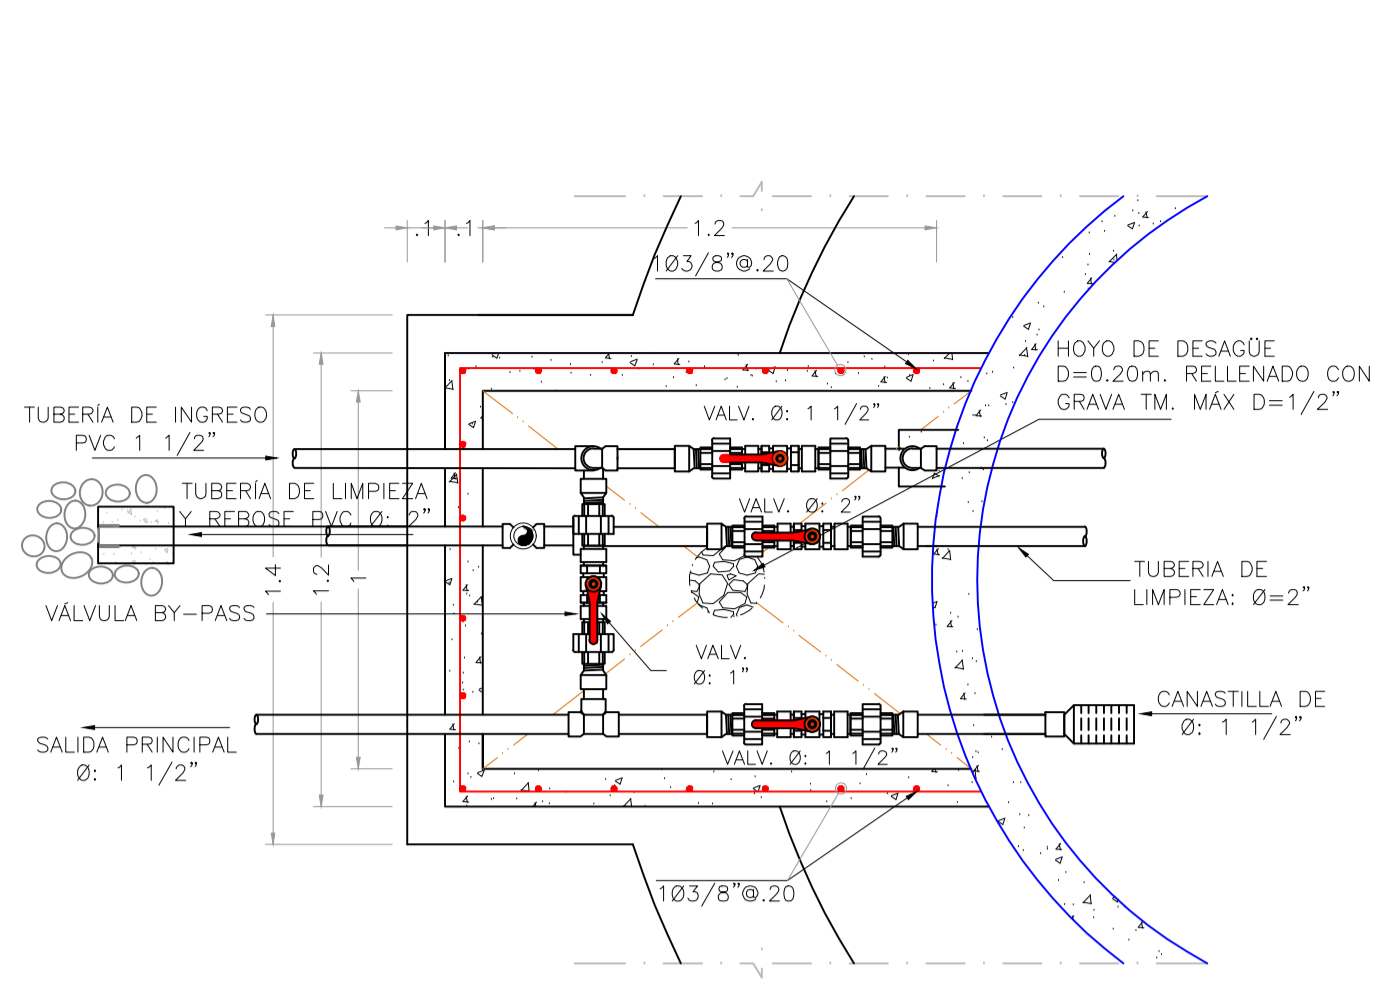 .1
.1
1.2
1Ø3/8”@.20
HOYO DE DESAGÜE
D=0.20m. RELLENADO CON
GRAVA TM. MÁX D=1/2”
TUBERÍA DE INGRESO
PVC 1 1/2”
VALV. Ø: 1 1/2”
TUBERÍA DE LIMPIEZA
Y REBOSE PVC Ø: 2”
VALV. Ø: 2”
1.4
1.2
1
TUBERIA DE
LIMPIEZA: Ø=2”
VÁLVULA BY-PASS
VALV.
Ø: 1”
CANASTILLA DE
Ø: 1 1/2”
SALIDA PRINCIPAL
Ø: 1 1/2”
VALV. Ø: 1 1/2”
1Ø3/8”@.20